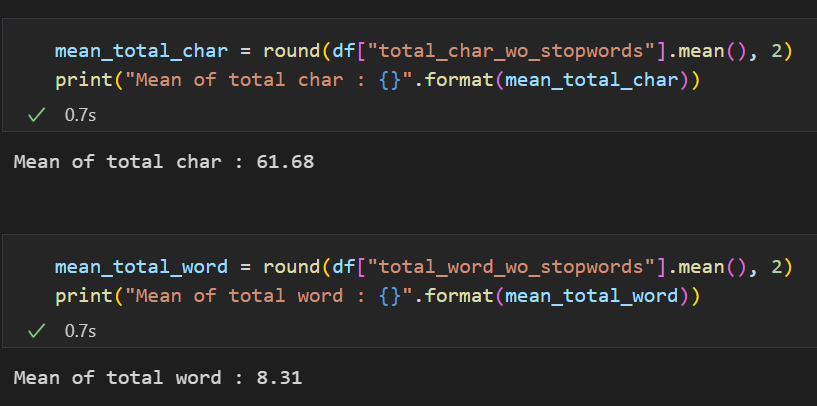 mean_total_char = round(df["total_char_wo_stopwords"].mean(), 2)
print("Mean of total char : {}".format(mean_total_char))
0.7s
Mean of total char : 61.68
mean_total_word = round(df["total_word_wo_stopwords"].mean(), 2)
print("Mean of total word : {}".format(mean_total_word))
0.7s
Mean of total word : 8.31